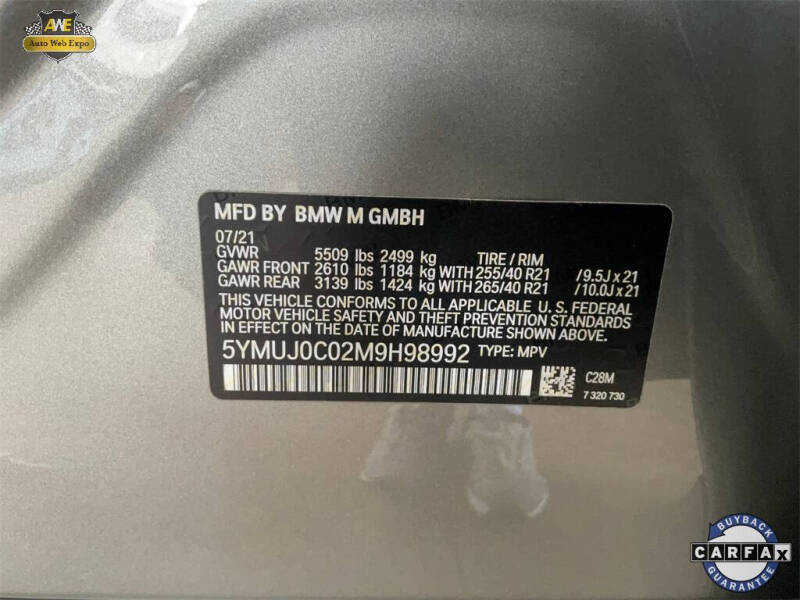 AWE
Auto Web Expo
MFD BY BMW M GMBH
07/21
GVWR 5509 lbs 2499 kg TIRE / RIM
GAWR FRONT 2610 lbs 1184 kg WITH 255/40 R21 /9.5J x 21
GAWR REAR 3139 lbs 1424 kg WITH 265/40 R21 /10.0J x 21
THIS VEHICLE CONFORMS TO ALL APPLICABLE U. S. FEDERAL
MOTOR VEHICLE SAFETY AND THEFT PREVENTION STANDARDS
IN EFFECT ON THE DATE OF MANUFACTURE SHOWN ABOVE.
5YMUJ0C02M9H98992 TYPE: MPV
C28M
7 320 730
BUYBACK
CARFAX
GUARANTEE